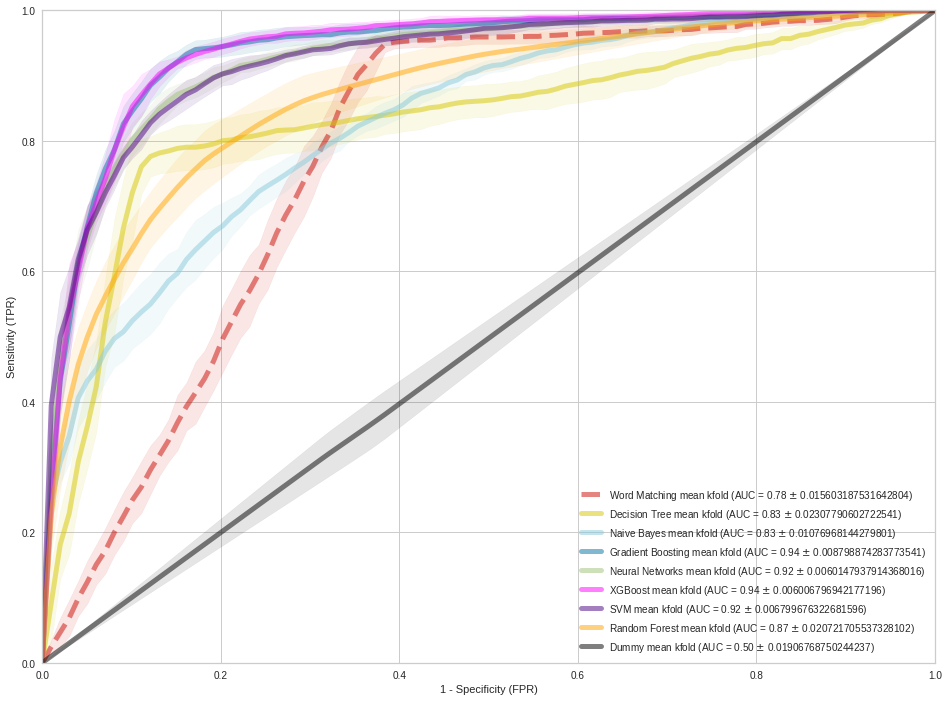 1.0
0.8
0.6
0.4
0.2
0.0
Sensitivity (TPR)
Word Matching mean kfold (AUC = 0.78 ± 0.015603187531642804)
Decision Tree mean kfold (AUC = 0.83 ± 0.02307790602722541)
Naive Bayes mean kfold (AUC = 0.83 ± 0.01076968144279801)
Gradient Boosting mean kfold (AUC = 0.94 ± 0.008798874283773541)
Neural Networks mean kfold (AUC = 0.92 ± 0.0060147937914368016)
XGBoost mean kfold (AUC = 0.94 ± 0.006006796942177196)
SVM mean kfold (AUC = 0.92 ± 0.006799676322681596)
Random Forest mean kfold (AUC = 0.87 ± 0.020721705537328102)
Dummy mean kfold (AUC = 0.50 ± 0.01906768750244237)
0.0 0.2 0.4 0.6 0.8 1.0
1 - Specificity (FPR)